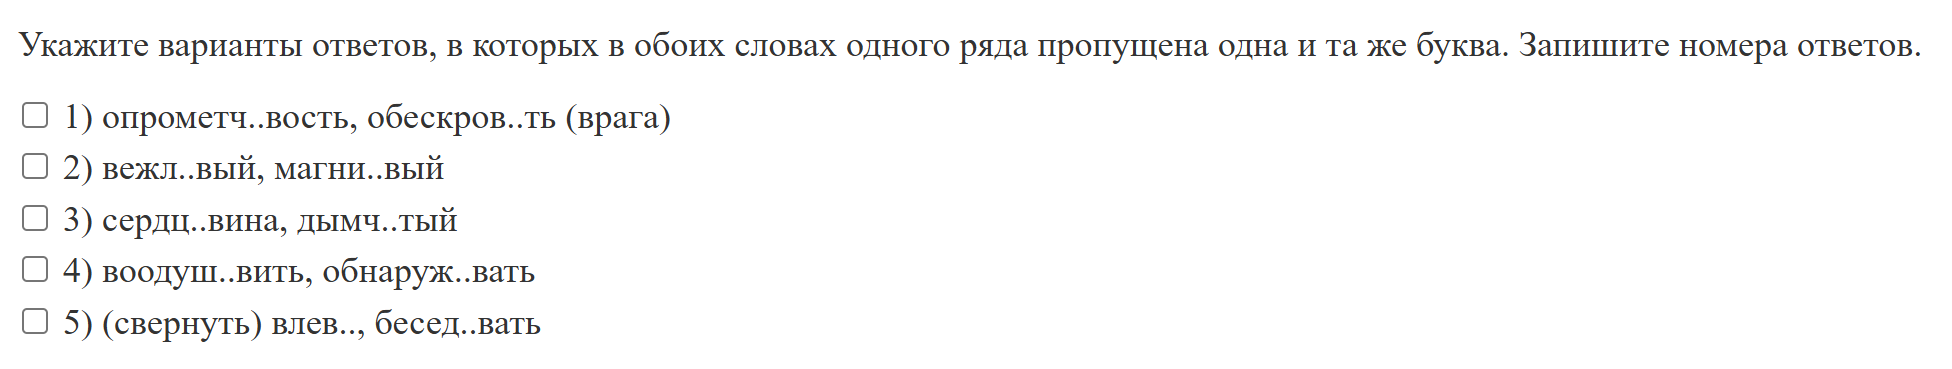 Укажите варианты ответов, в которых в обоих словах одного ряда пропущена одна и та же буква. Запишите номера ответов.
1) опрометч..вость, обескров..ть (врага)
2) вежл..вый, магни..вый
3) сердц..вина, дымч..тый
4) воодуш..вить, обнаруж..вать
5) (свернуть) влев.., бесед..вать